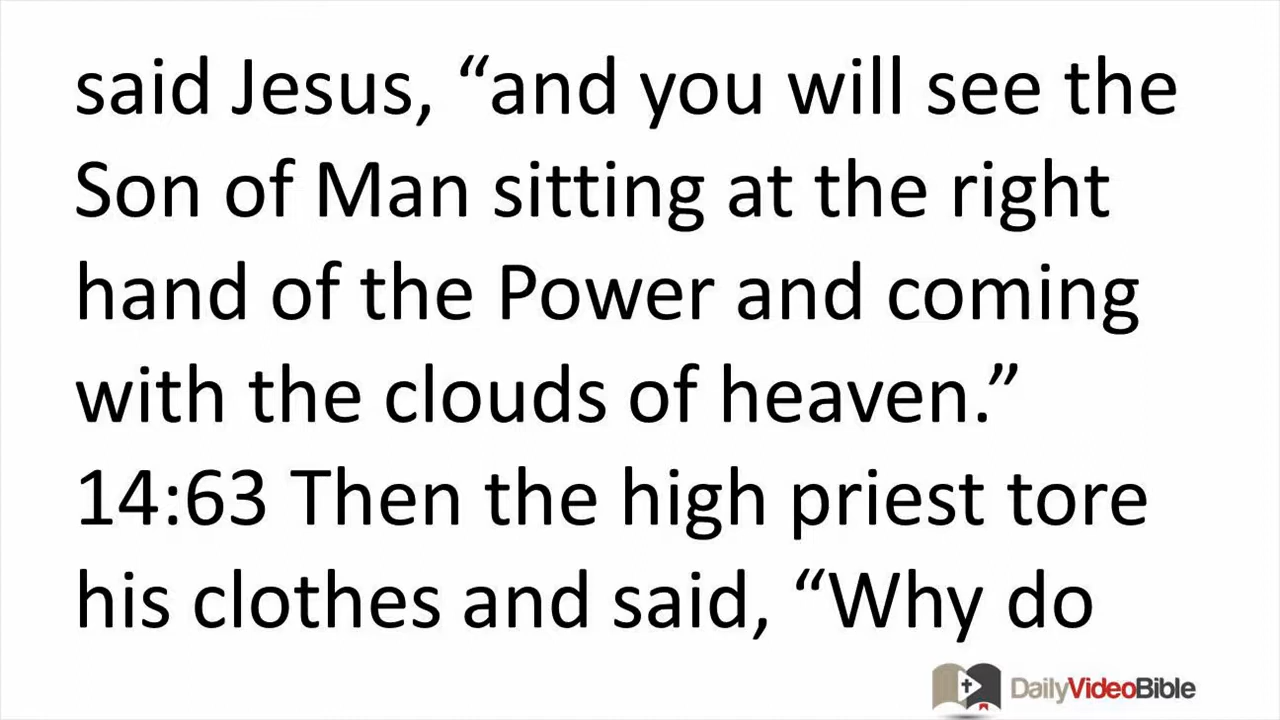 said Jesus, “and you will see the
Son of Man sitting at the right
hand of the Power and coming
with the clouds of heaven.”
14:63 Then the high priest tore
his clothes and said, “Why do
DailyVideoBible